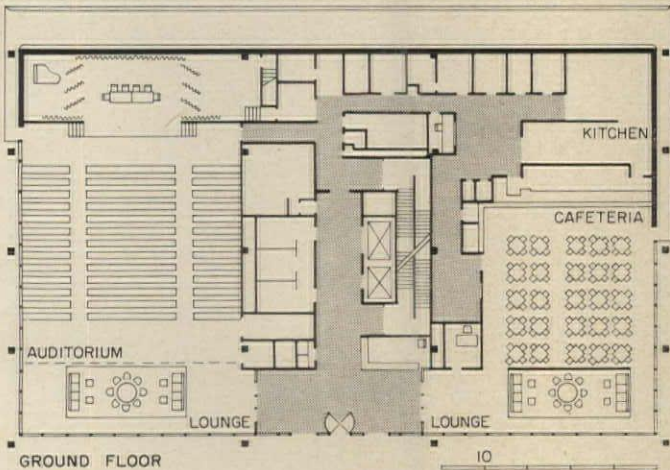 KITCHEN
CAFETERIA
AUDITORIUM
LOUNGE
LOUNGE
GROUND FLOOR
10